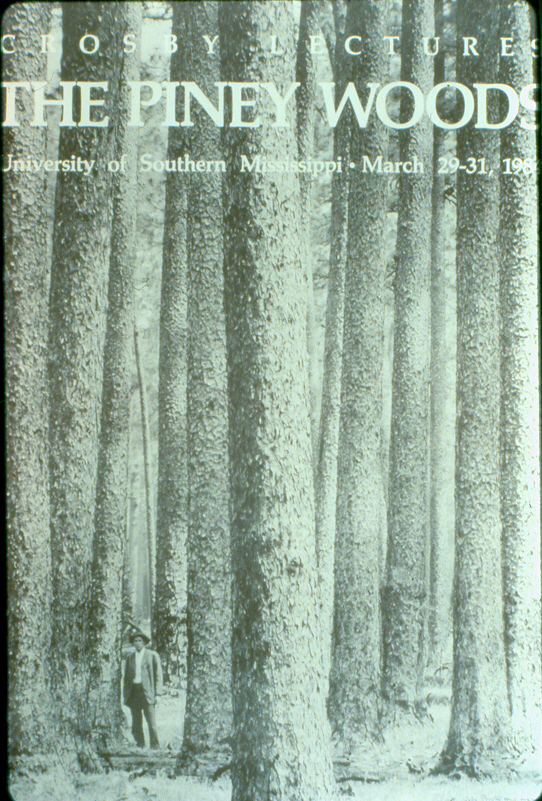 CROSBY LECTURES
THE PINEY WOODS
University of Southern Mississippi • March 29-31, 198